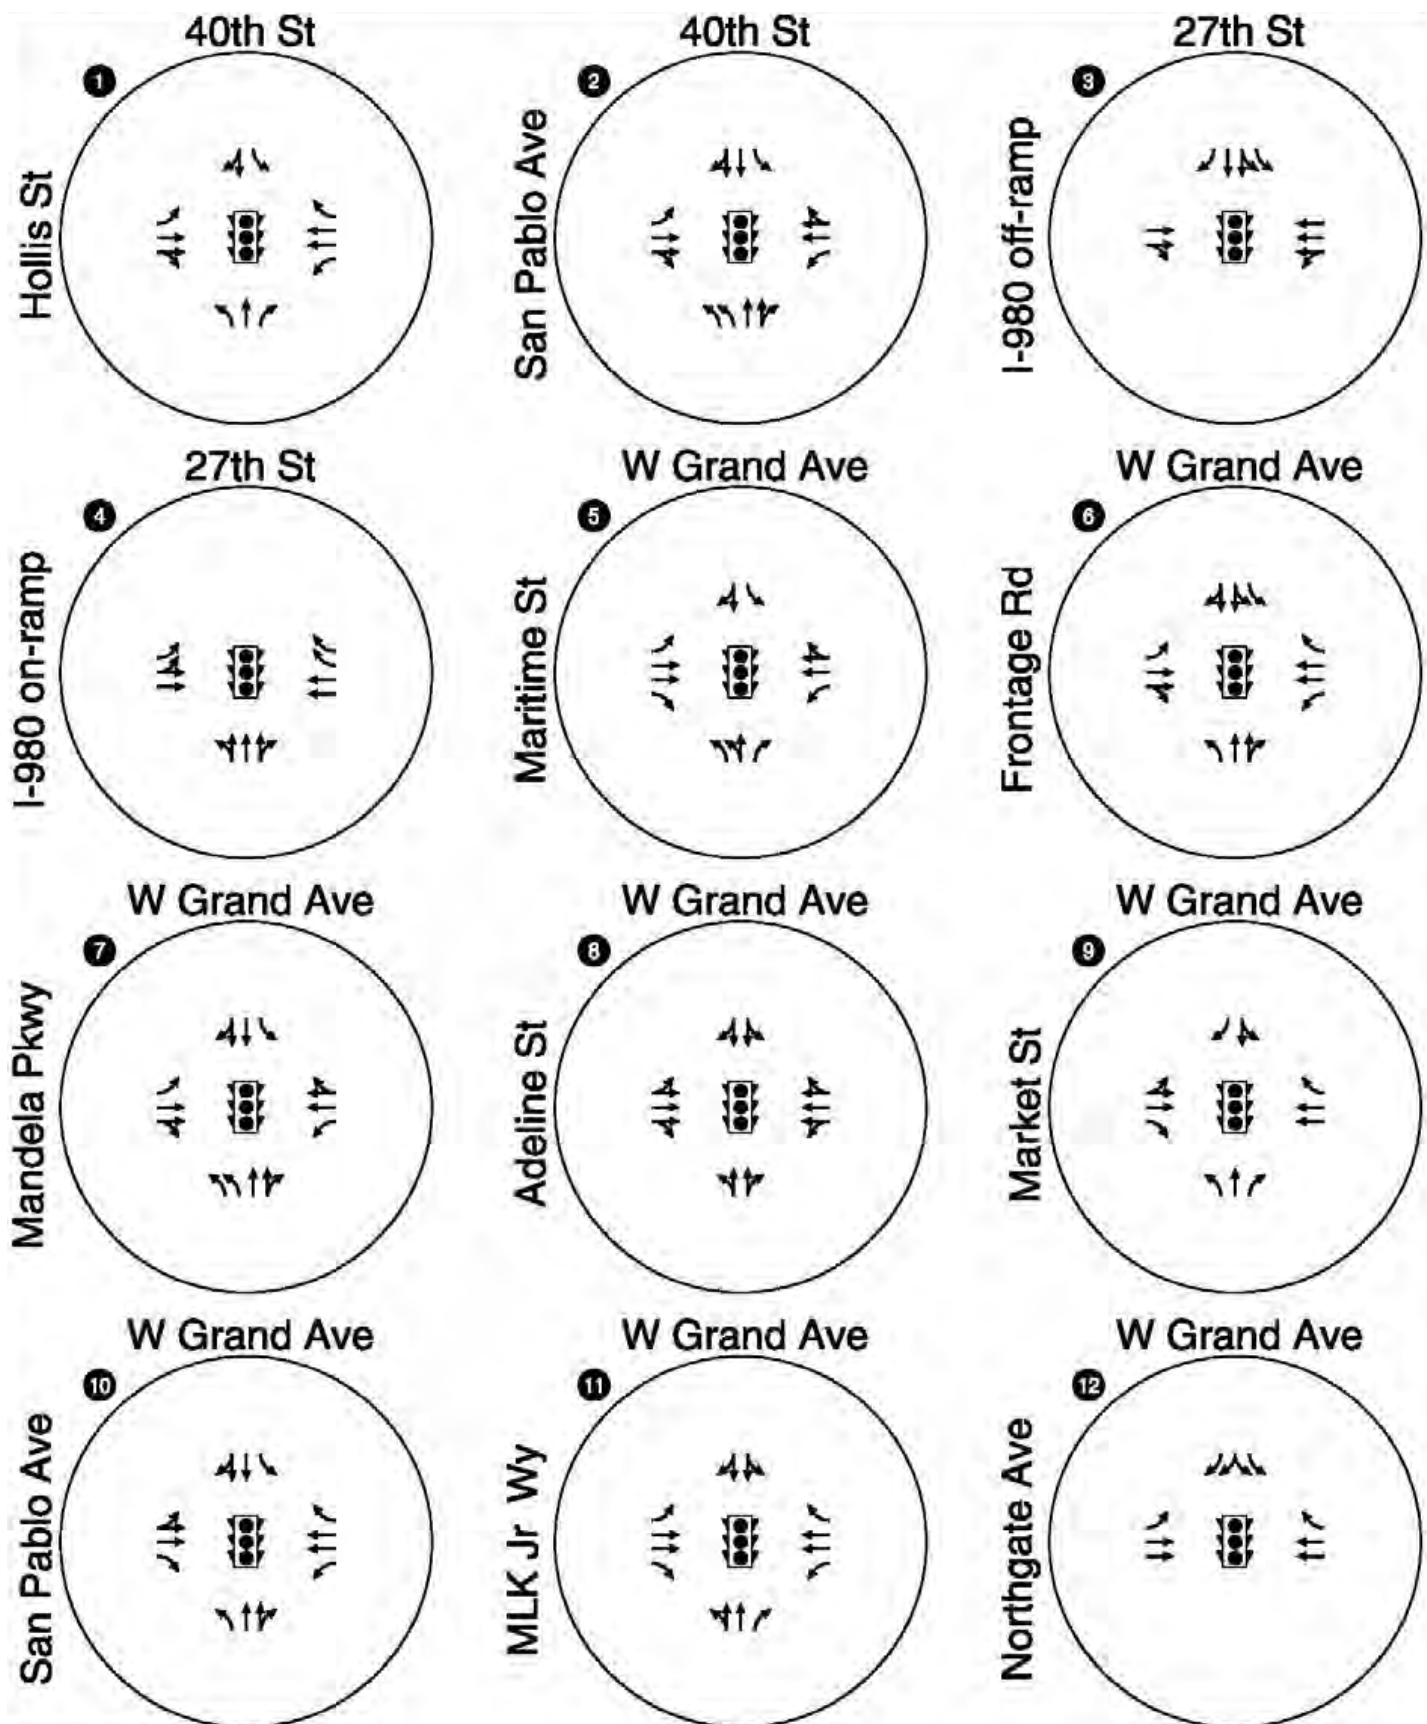 40th St
1
Hollis St
40th St
2
San Pablo Ave
27th St
3
I-980 off-ramp
27th St
4
I-980 on-ramp
W Grand Ave
5
Maritime St
W Grand Ave
6
Frontage Rd
W Grand Ave
7
Mandela Pkwy
W Grand Ave
8
Adeline St
W Grand Ave
9
Market St
W Grand Ave
10
San Pablo Ave
W Grand Ave
11
MLK Jr Wy
W Grand Ave
12
Northgate Ave